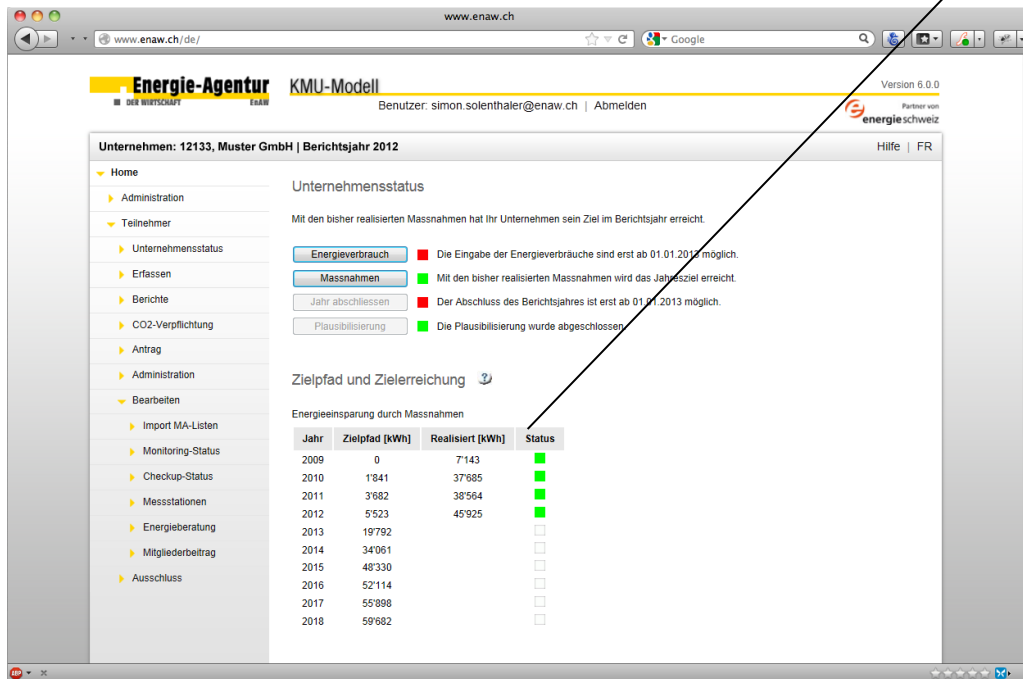 www.enaw.ch
www.enaw.ch/de/
Google
Energie-Agentur
DER WIRTSCHAFT EnAW
KMU-Modell
Version 6.0.0
Benutzer: simon.solenthaler@enaw.ch | Abmelden
Partner von
energieschweiz
Unternehmen: 12133, Muster GmbH | Berichtsjahr 2012
Hilfe | FR
Home
Administration
Teilnehmer
Unternehmensstatus
Erfassen
Berichte
CO2-Verpflichtung
Antrag
Administration
Bearbeiten
Import MA-Listen
Monitoring-Status
Checkup-Status
Messstationen
Energieberatung
Mitgliederbeitrag
Ausschluss
Unternehmensstatus
Mit den bisher realisierten Massnahmen hat Ihr Unternehmen sein Ziel im Berichtsjahr erreicht.
Energieverbrauch Die Eingabe der Energieverbräuche sind erst ab 01.01.2013 möglich.
Massnahmen Mit den bisher realisierten Massnahmen wird das Jahresziel erreicht.
Jahr abschliessen Der Abschluss des Berichtsjahres ist erst ab 01.01.2013 möglich.
Plausibilisierung Die Plausibilisierung wurde abgeschlossen.
Zielpfad und Zielerreichung ?
Energieeinsparung durch Massnahmen
Jahr Zielpfad [kWh] Realisiert [kWh] Status
2009 0 7'143
2010 1'841 37'685
2011 3'682 38'564
2012 5'523 45'925
2013 19'792
2014 34'061
2015 48'330
2016 52'114
2017 55'898
2018 59'682
ABP